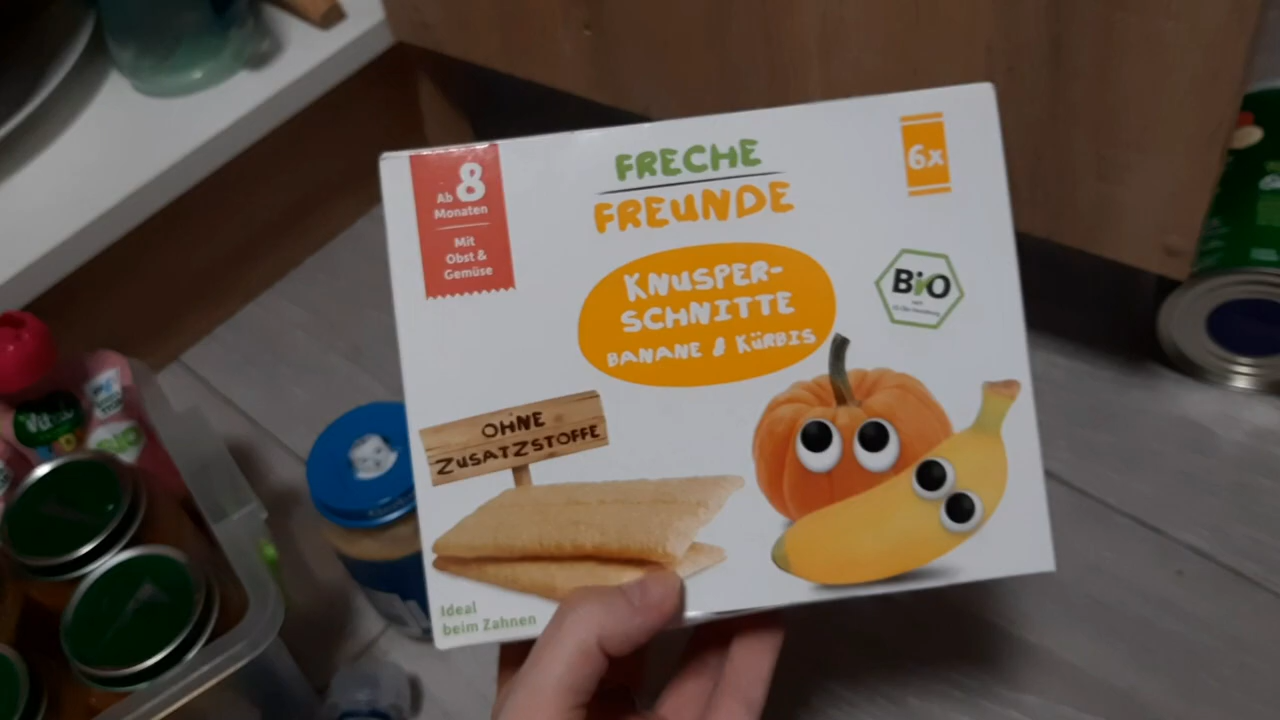 Ab 8
Monaten
Mit
Obst &
Gemüse
FRECHE
FREUNDE
6x
KNUSPER-
SCHNITTE
BANANE & KÜRBIS
BiO
OHNE
ZUSATZSTOFFE
Ideal
beim Zahnen